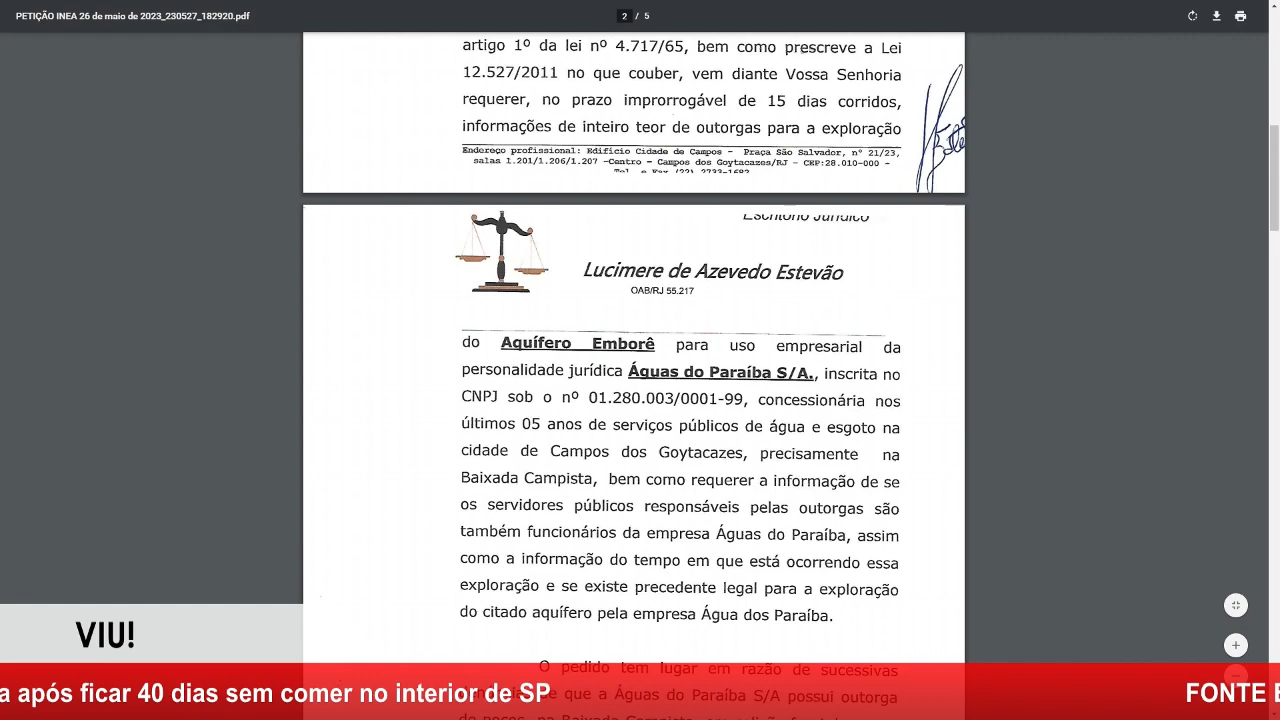 PETIÇÃO INEA 26 de maio de 2023_230527_182920.pdf
2 / 5
artigo 1º da lei nº 4.717/65, bem como prescreve a Lei
12.527/2011 no que couber, vem diante Vossa Senhoria
requerer, no prazo improrrogável de 15 dias corridos,
informações de inteiro teor de outorgas para a exploração
Endereço profissional: Edifício Cidade de Campos - Praça São Salvador, nº 21/23,
salas 1.201/1.206/1.207 -Centro - Campos dos Goytacazes/RJ - CEP:28.010-000 -
Tel. e Fax (22) 2733-1682
Escritório Jurídico
Lucimere de Azevedo Estevão
OAB/RJ 55.217
do Aquífero Emborê para uso empresarial da
personalidade jurídica Águas do Paraíba S/A., inscrita no
CNPJ sob o nº 01.280.003/0001-99, concessionária nos
últimos 05 anos de serviços públicos de água e esgoto na
cidade de Campos dos Goytacazes, precisamente na
Baixada Campista, bem como requerer a informação de se
os servidores públicos responsáveis pelas outorgas são
também funcionários da empresa Águas do Paraíba, assim
como a informação do tempo em que está ocorrendo essa
exploração e se existe precedente legal para a exploração
do citado aquífero pela empresa Água dos Paraíba.
O pedido tem lugar em razão de sucessivas
de que a Águas do Paraíba S/A possui outorga
VIU!
a após ficar 40 dias sem comer no interior de SP
FONTE E